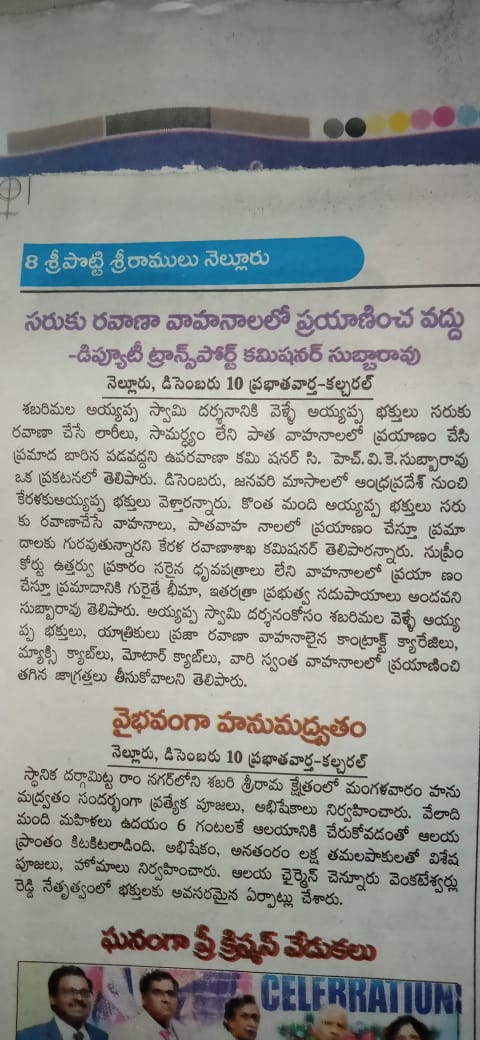 8 శ్రీపొట్టి శ్రీరాములు నెల్లూరు
సరుకు రవాణా వాహనాలలో ప్రయాణించ వద్దు
-డిప్యూటీ ట్రాన్స్‌పోర్ట్ కమిషనర్ సుబ్బారావు
నెల్లూరు, డిసెంబరు 10 ప్రభాతవార్త-కల్చరల్
శబరిమల అయ్యప్ప స్వామి దర్శనానికి వెళ్ళే అయ్యప్ప భక్తులు సరుకు
రవాణా చేసే లారీలు, సామర్థ్యం లేని పాత వాహనాలలో ప్రయాణం చేసి
ప్రమాద బారిన పడవద్దని ఉపరవాణా కమి షనర్ సి. హెచ్.వి.కె.సుబ్బారావు
ఒక ప్రకటనలో తెలిపారు. డిసెంబరు, జనవరి మాసాలలో ఆంధ్రప్రదేశ్ నుంచి
కేరళకుఅయ్యప్ప భక్తులు వెళ్తారన్నారు. కొంత మంది అయ్యప్ప భక్తులు సరు
కు రవాణాచేసే వాహనాలు, పాతవాహ నాలలో ప్రయాణం చేస్తూ ప్రమా
దాలకు గురవుతున్నారని కేరళ రవాణాశాఖ కమిషనర్ తెలిపారన్నారు. సుప్రీం
కోర్టు ఉత్తర్వు ప్రకారం సరైన ధృవపత్రాలు లేని వాహనాలలో ప్రయా ణం
చేస్తూ ప్రమాదానికి గురైతే భీమా, ఇతరత్రా ప్రభుత్వ సదుపాయాలు అందవని
సుబ్బారావు తెలిపారు. అయ్యప్ప స్వామి దర్శనంకోసం శబరిమల వెళ్ళే అయ్య
ప్ప భక్తులు, యాత్రికులు ప్రజా రవాణా వాహనాలైన కాంట్రాక్ట్ క్యారేజిలు,
మ్యాక్సి క్యాబ్‌లు, మోటార్ క్యాబ్‌లు, వారి స్వంత వాహనాలలో ప్రయాణించి
తగిన జాగ్రత్తలు తీసుకోవాలని తెలిపారు.
వైభవంగా హనుమద్వ్రతం
నెల్లూరు, డిసెంబరు 10 ప్రభాతవార్త-కల్చరల్
స్థానిక దర్గామిట్ట రాం నగర్‌లోని శబరి శ్రీరామ క్షేత్రంలో మంగళవారం హను
మద్వ్రతం సందర్భంగా ప్రత్యేక పూజలు, అభిషేకాలు నిర్వహించారు. వేలాది
మంది మహిళలు ఉదయం 6 గంటలకే ఆలయానికి చేరుకోవడంతో ఆలయ
ప్రాంతం కిటకిటలాడింది. అభిషేకం, అనంతరం లక్ష తమలపాకులతో విశేష
పూజలు, హోమాలు నిర్వహించారు. ఆలయ ఛైర్మెన్ చెన్నూరు వెంకటేశ్వర్లు
రెడ్డి నేతృత్వంలో భక్తులకు అవసరమైన ఏర్పాట్లు చేశారు.
ఘనంగా ప్రీ క్రిస్మస్ వేడుకలు
CELEBRATION